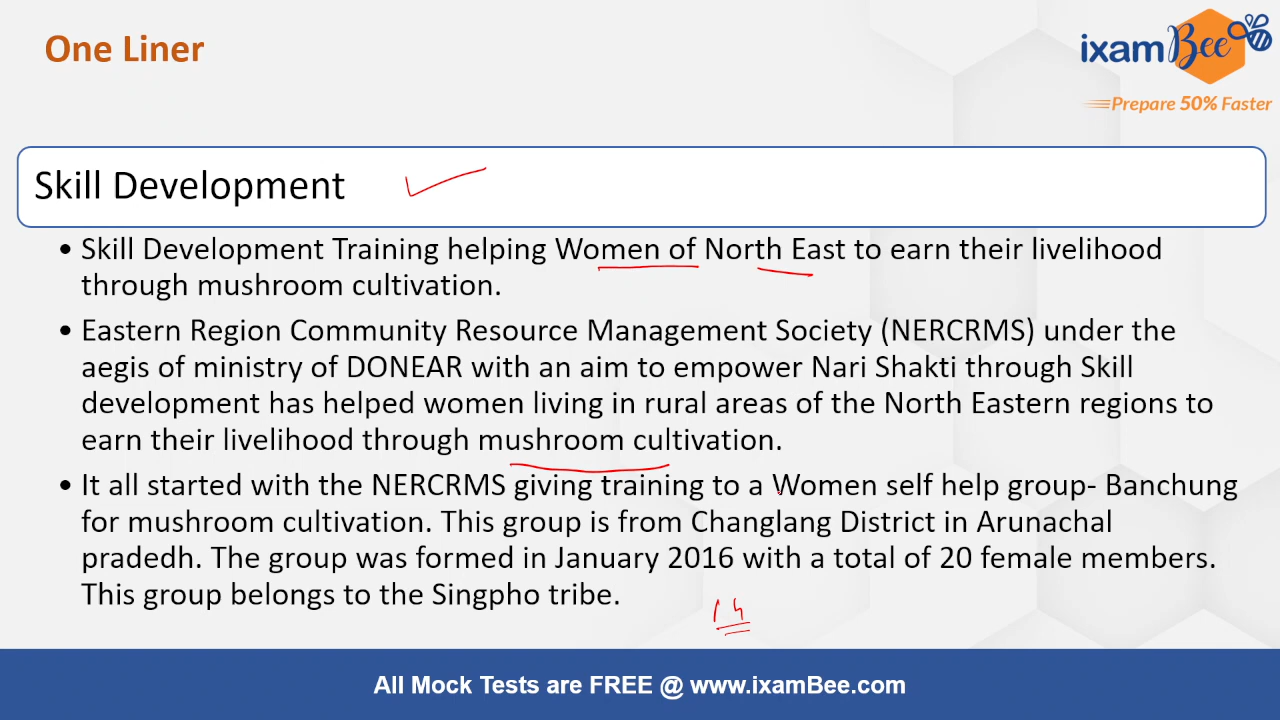 One Liner
ixamBee
Prepare 50% Faster
Skill Development
• Skill Development Training helping Women of North East to earn their livelihood
through mushroom cultivation.
• Eastern Region Community Resource Management Society (NERCRMS) under the
aegis of ministry of DONEAR with an aim to empower Nari Shakti through Skill
development has helped women living in rural areas of the North Eastern regions to
earn their livelihood through mushroom cultivation.
• It all started with the NERCRMS giving training to a Women self help group- Banchung
for mushroom cultivation. This group is from Changlang District in Arunachal
pradedh. The group was formed in January 2016 with a total of 20 female members.
This group belongs to the Singpho tribe.
All Mock Tests are FREE @ www.ixamBee.com